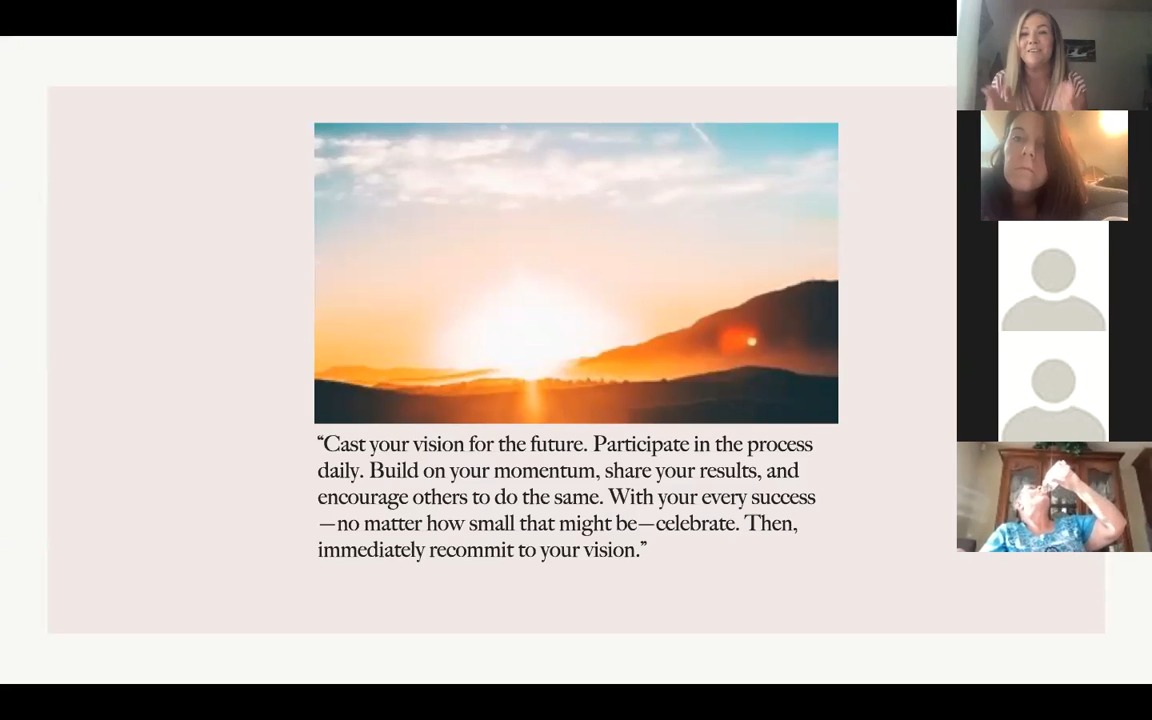 “Cast your vision for the future. Participate in the process
daily. Build on your momentum, share your results, and
encourage others to do the same. With your every success
—no matter how small that might be—celebrate. Then,
immediately recommit to your vision.”